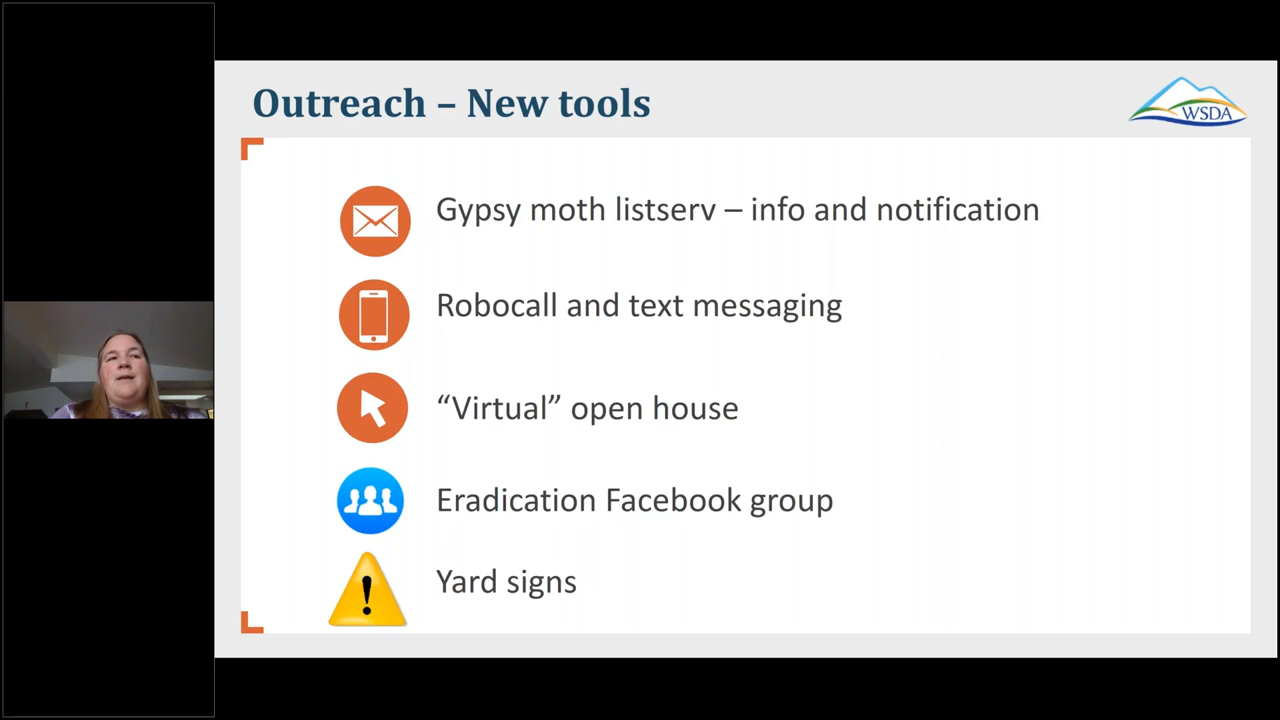 Outreach – New tools
WSDA
Gypsy moth listserv – info and notification
Robocall and text messaging
“Virtual” open house
Eradication Facebook group
Yard signs